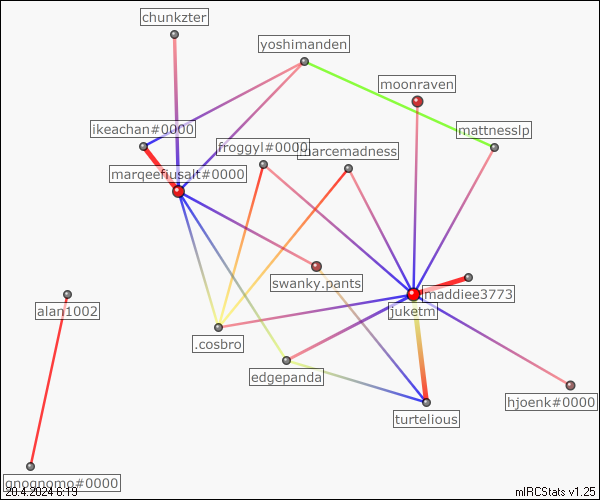 chunkzter
yoshimanden
moonraven
ikeachan#0000
mattnesslp
froggyl#0000
marcemadness
marqeefiusalt#0000
swanky.pants
maddiee3773
alan1002
juketm
.cosbro
edgepanda
hjoenk#0000
turtelious
gnognomo#0000
20.4.2024 6:19
mIRCStats v1.25